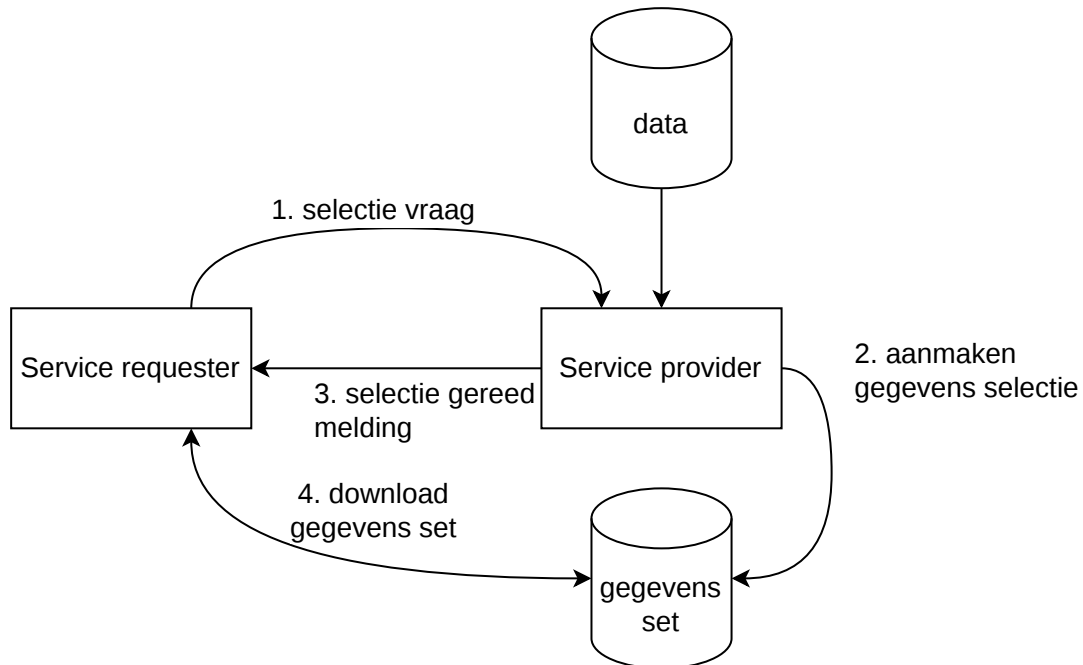 data
1. selectie vraag
Service requester
Service provider
2. aanmaken
gegevens selectie
3. selectie gereed
melding
4. download
gegevens set
gegevens
set